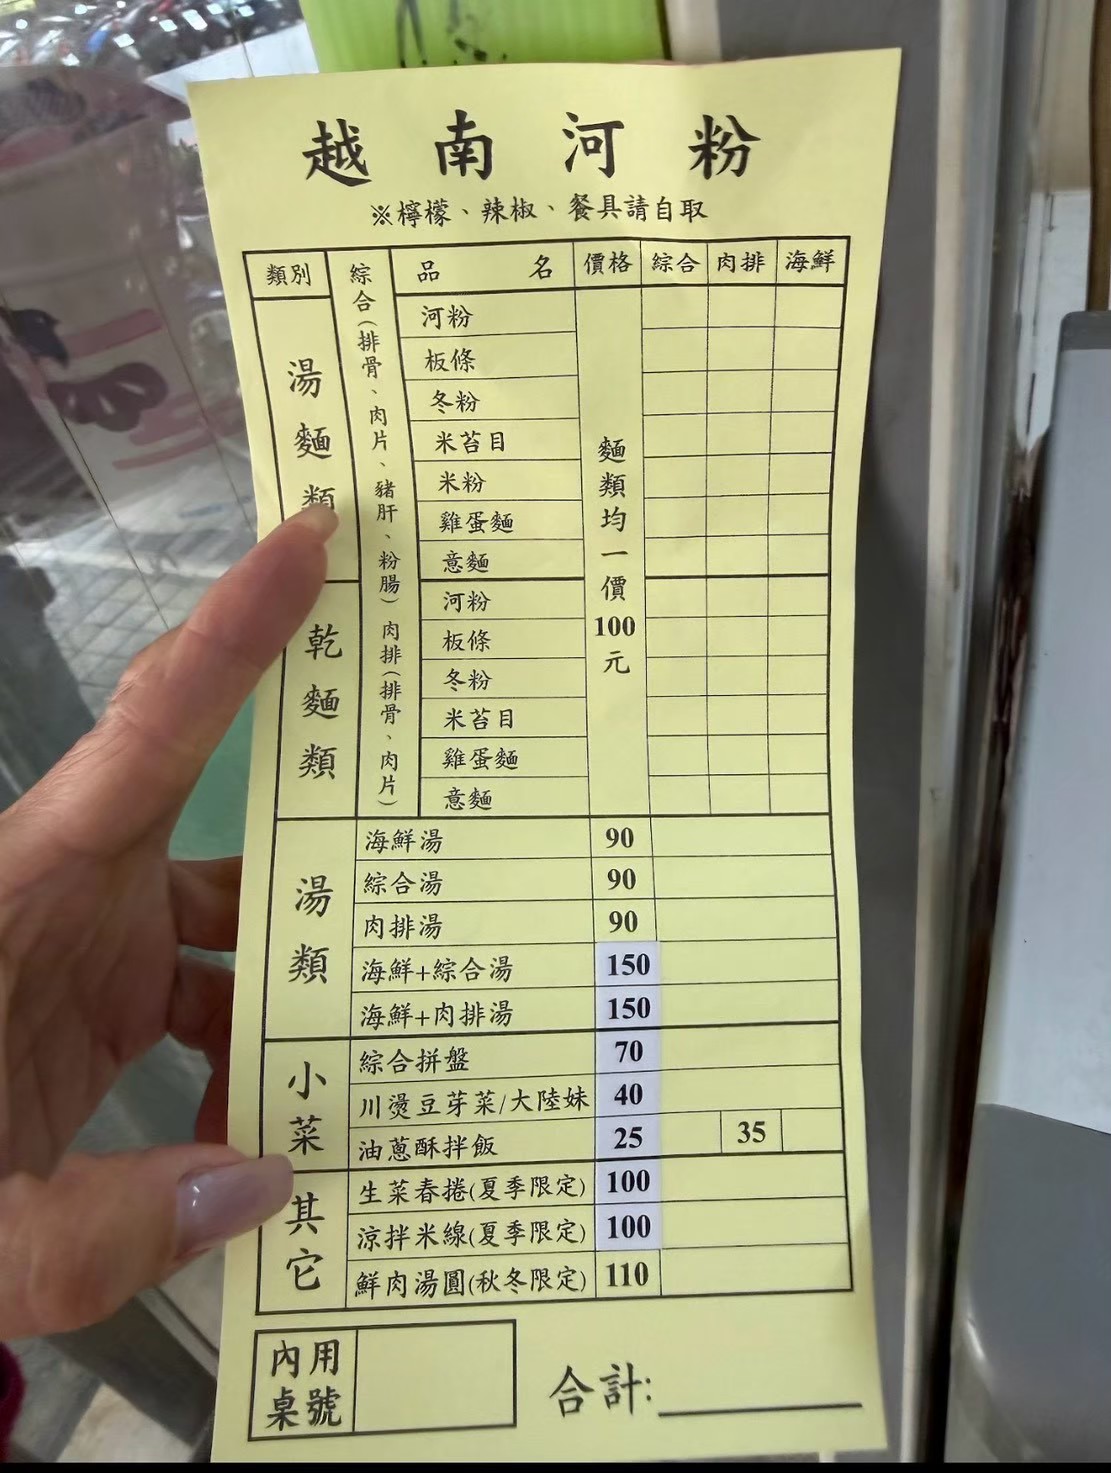 越南河粉
※檸檬、辣椒、餐具請自取
類別 綜合(排骨、肉片、豬肝、粉腸)肉排(排骨、肉片) 品名 價格 綜合 肉排 海鮮
湯麵類
河粉
板條
冬粉
米苔目
米粉
雞蛋麵
意麵
麵類均一價100元
乾麵類
河粉
板條
冬粉
米苔目
雞蛋麵
意麵
湯類
海鮮湯 90
綜合湯 90
肉排湯 90
海鮮+綜合湯 150
海鮮+肉排湯 150
小菜
綜合拼盤 70
川燙豆芽菜/大陸妹 40
油蔥酥拌飯 25 35
其它
生菜春捲(夏季限定) 100
涼拌米線(夏季限定) 100
鮮肉湯圓(秋冬限定) 110
內用桌號
合計: